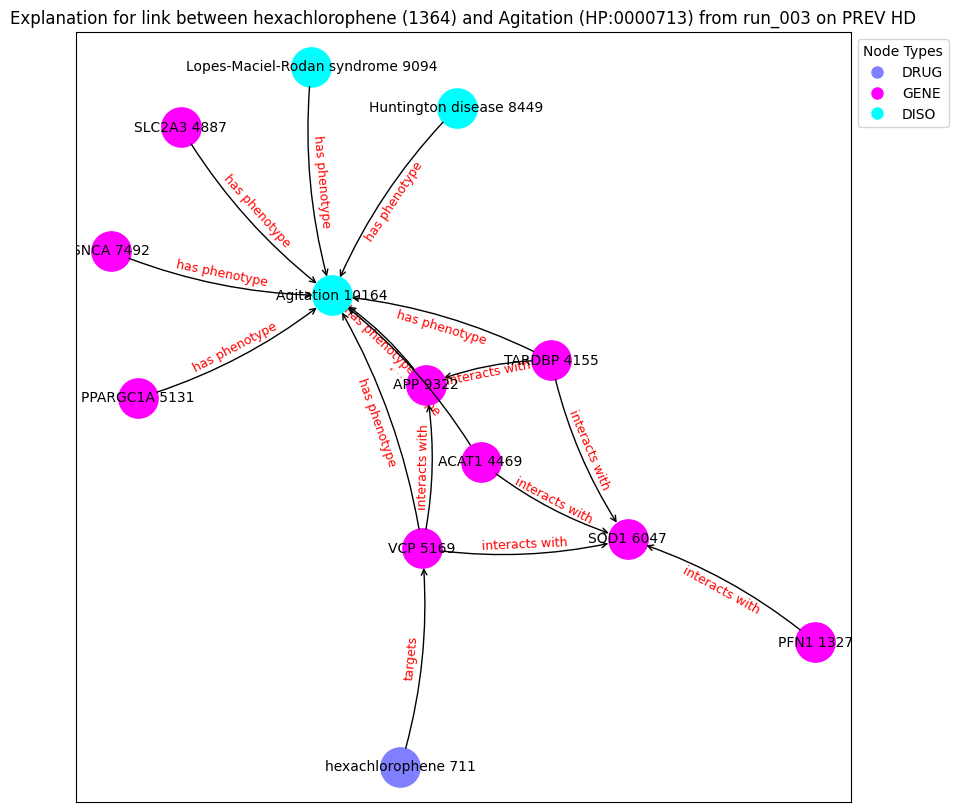 Explanation for link between hexachlorophene (1364) and Agitation (HP:0000713) from run_003 on PREV HD
Node Types
DRUG
GENE
DISO
Lopes-Maciel-Rodan syndrome 9094
Huntington disease 8449
SLC2A3 4887
has phenotype
has phenotype
has phenotype
SNCA 7492
has phenotype
Agitation 10164
has phenotype
has phenotype
has phenotype
TARDBP 4155
interacts with
APP 9322
PPARGC1A 5131
has phenotype
interacts with
interacts with
ACAT1 4469
interacts with
SOD1 6047
VCP 5169
interacts with
interacts with
PFN1 1327
targets
hexachlorophene 711